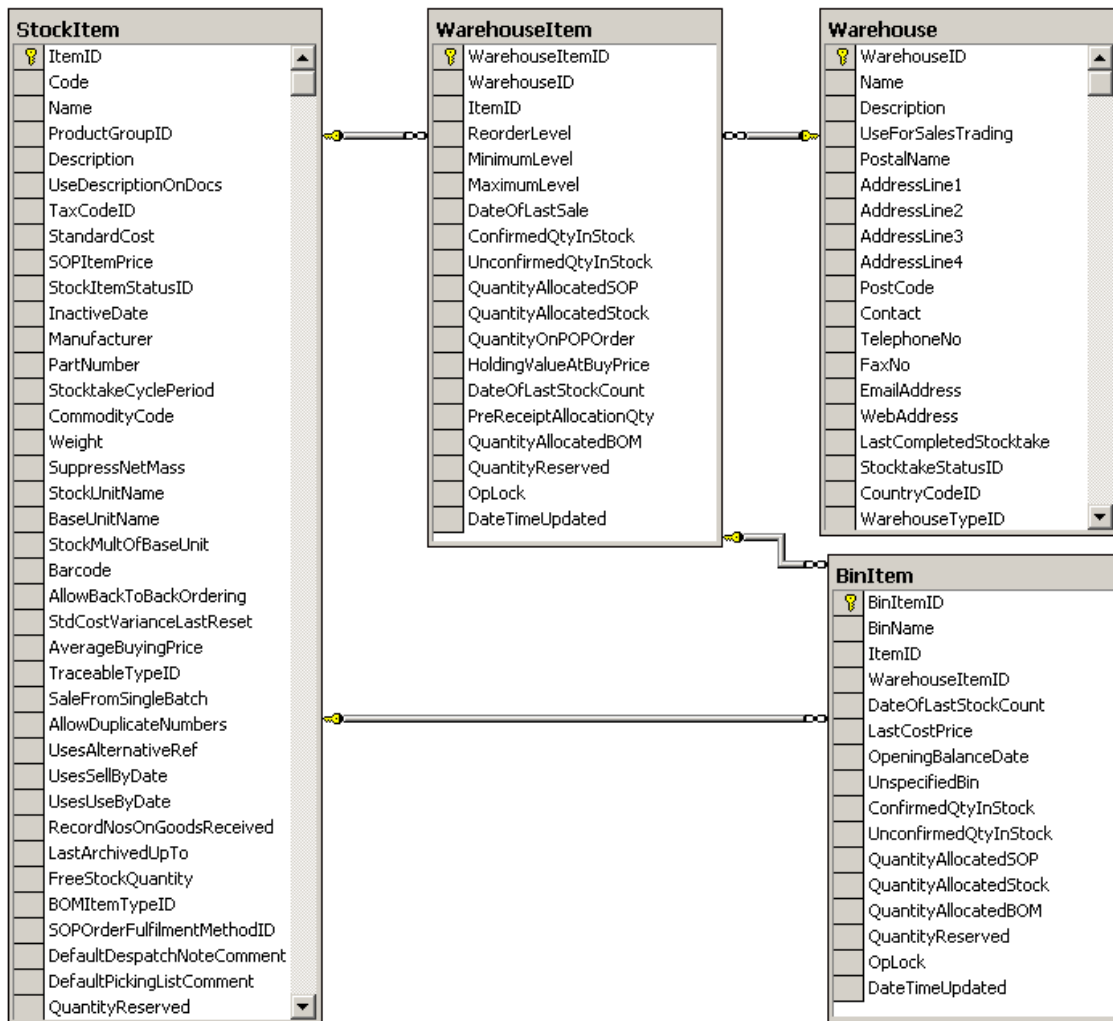 StockItem
ItemID
Code
Name
ProductGroupID
Description
UseDescriptionOnDocs
TaxCodeID
StandardCost
SOPItemPrice
StockItemStatusID
InactiveDate
Manufacturer
PartNumber
StocktakeCyclePeriod
CommodityCode
Weight
SuppressNetMass
StockUnitName
BaseUnitName
StockMultOfBaseUnit
Barcode
AllowBackToBackOrdering
StdCostVarianceLastReset
AverageBuyingPrice
TraceableTypeID
SaleFromSingleBatch
AllowDuplicateNumbers
UsesAlternativeRef
UsesSellByDate
UsesUseByDate
RecordNosOnGoodsReceived
LastArchivedUpTo
FreeStockQuantity
BOMItemTypeID
SOPOrderFulfilmentMethodID
DefaultDespatchNoteComment
DefaultPickingListComment
QuantityReserved
WarehouseItem
WarehouseItemID
WarehouseID
ItemID
ReorderLevel
MinimumLevel
MaximumLevel
DateOfLastSale
ConfirmedQtyInStock
UnconfirmedQtyInStock
QuantityAllocatedSOP
QuantityAllocatedStock
QuantityOnPOPOrder
HoldingValueAtBuyPrice
DateOfLastStockCount
PreReceiptAllocationQty
QuantityAllocatedBOM
QuantityReserved
OpLock
DateTimeUpdated
Warehouse
WarehouseID
Name
Description
UseForSalesTrading
PostalName
AddressLine1
AddressLine2
AddressLine3
AddressLine4
PostCode
Contact
TelephoneNo
FaxNo
EmailAddress
WebAddress
LastCompletedStocktake
StocktakeStatusID
CountryCodeID
WarehouseTypeID
BinItem
BinItemID
BinName
ItemID
WarehouseItemID
DateOfLastStockCount
LastCostPrice
OpeningBalanceDate
UnspecifiedBin
ConfirmedQtyInStock
UnconfirmedQtyInStock
QuantityAllocatedSOP
QuantityAllocatedStock
QuantityAllocatedBOM
QuantityReserved
OpLock
DateTimeUpdated